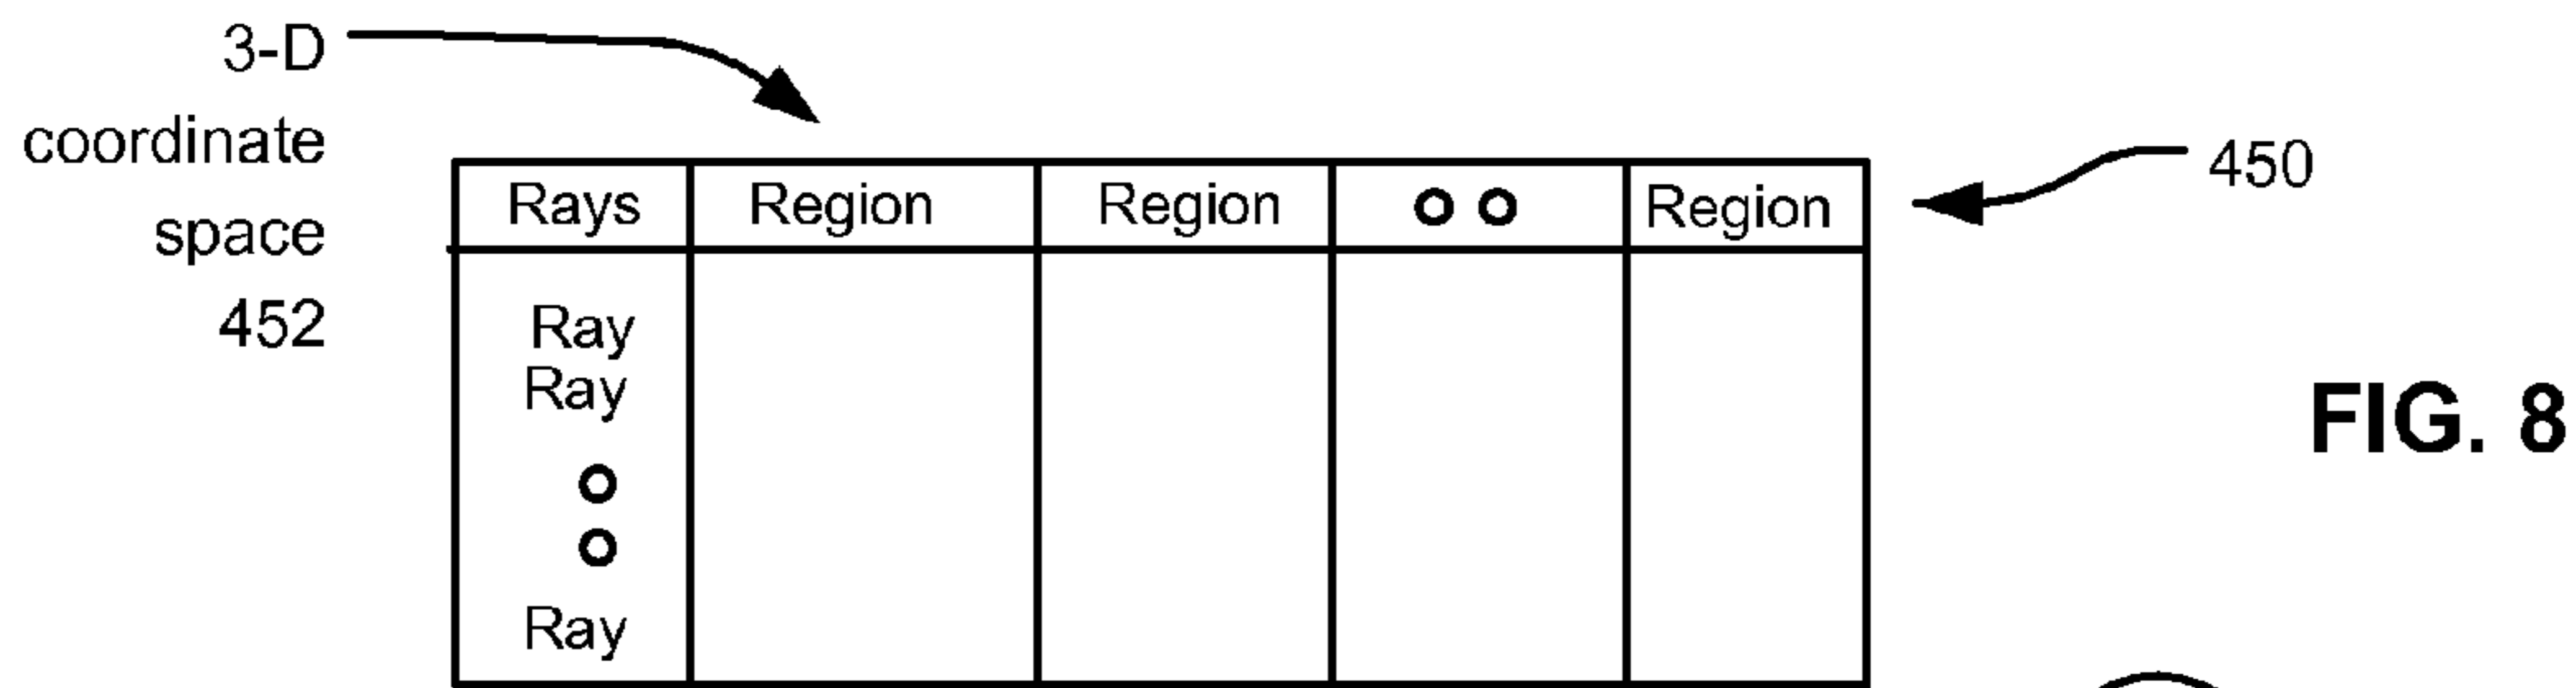 3-D
coordinate
space
452
450
Rays Region Region Region
Ray
Ray
Ray
FIG. 8